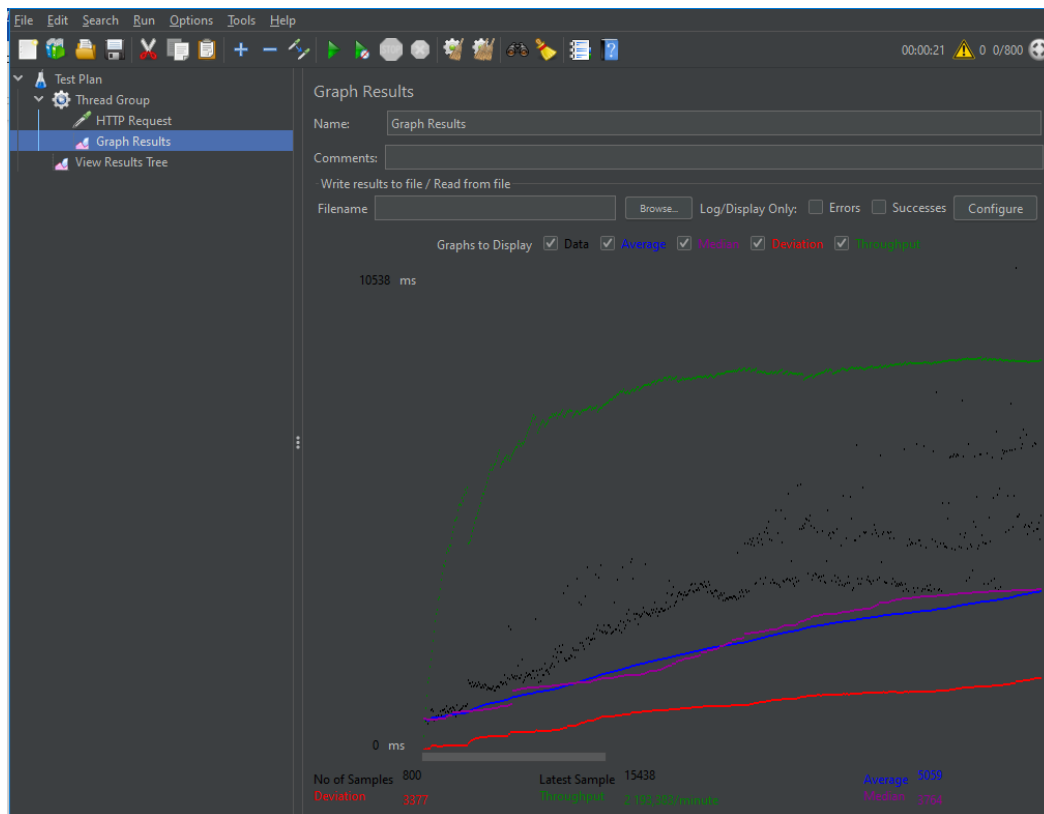 File Edit Search Run Options Tools Help
00:00:21 0 0/800
Test Plan
Thread Group
HTTP Request
Graph Results
View Results Tree
Graph Results
Name: Graph Results
Comments:
Write results to file / Read from file
Filename Browse... Log/Display Only: Errors Successes Configure
Graphs to Display Data Average Median Deviation Throughput
10538 ms
0 ms
No of Samples 800 Latest Sample 15438 Average 5059
Deviation 3377 Throughput 2 193,383/minute Median